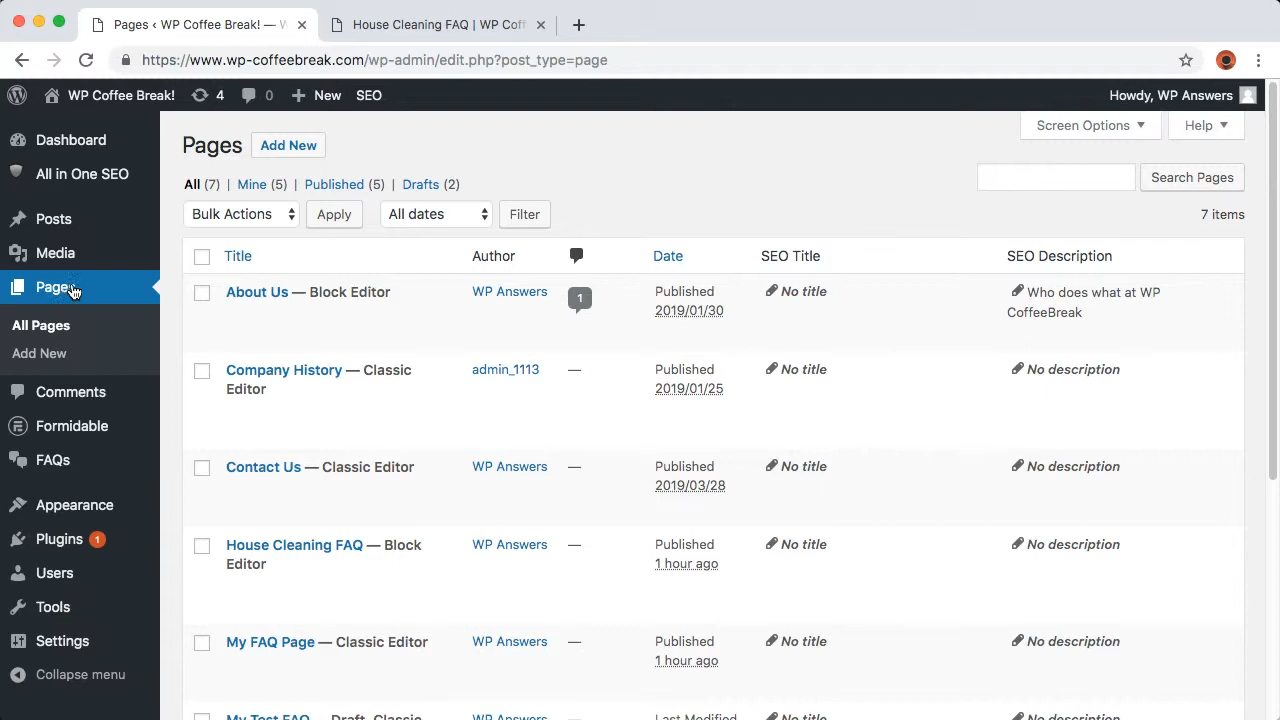 Pages ‹ WP Coffee Break! — W
House Cleaning FAQ | WP Coff
https://www.wp-coffeebreak.com/wp-admin/edit.php?post_type=page
WP Coffee Break! 4 0 New SEO Howdy, WP Answers
Dashboard
All in One SEO
Posts
Media
Pages
All Pages
Add New
Comments
Formidable
FAQs
Appearance
Plugins 1
Users
Tools
Settings
Collapse menu
Screen Options Help
Pages Add New
All (7) | Mine (5) | Published (5) | Drafts (2)
Search Pages
Bulk Actions Apply All dates Filter 7 items
Title Author Date SEO Title SEO Description
About Us — Block Editor WP Answers 1 Published No title Who does what at WP
2019/01/30 CoffeeBreak
Company History — Classic admin_1113 — Published No title No description
Editor 2019/01/25
Contact Us — Classic Editor WP Answers — Published No title No description
2019/03/28
House Cleaning FAQ — Block WP Answers — Published No title No description
Editor 1 hour ago
My FAQ Page — Classic Editor WP Answers — Published No title No description
1 hour ago
My Test FAQ — Draft, Classic WP Answers Last Modified